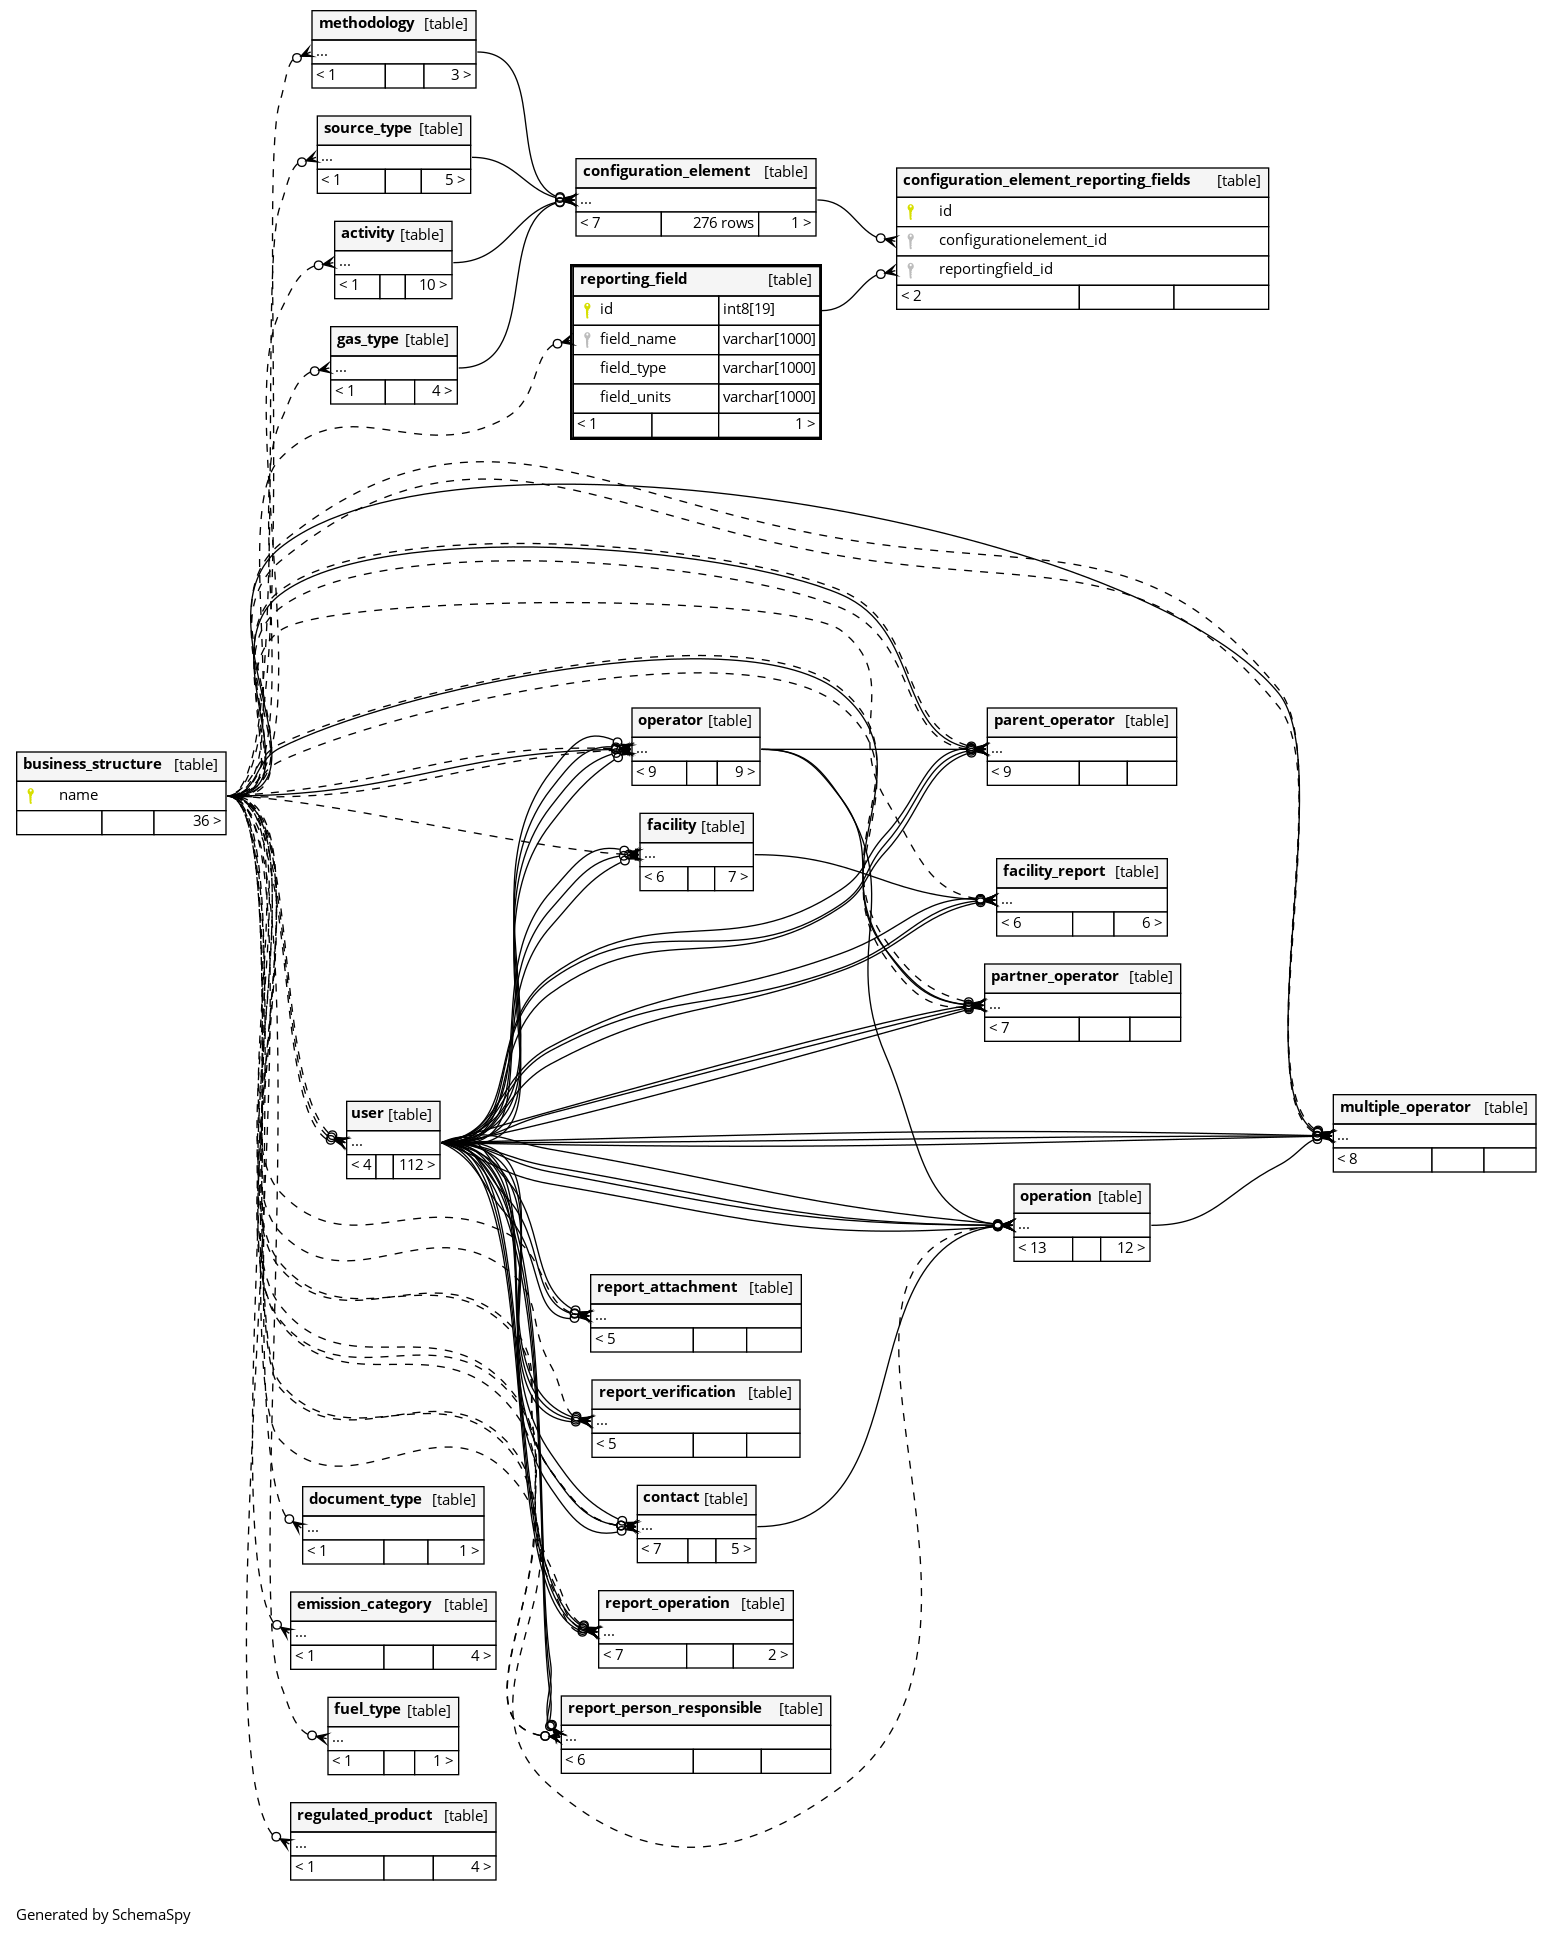 methodology [table]
...
< 1 3 >
source_type [table]
...
< 1 5 >
activity [table]
...
< 1 10 >
gas_type [table]
...
< 1 4 >
configuration_element [table]
...
< 7 276 rows 1 >
configuration_element_reporting_fields [table]
id
configurationelement_id
reportingfield_id
< 2
reporting_field [table]
id int8[19]
field_name varchar[1000]
field_type varchar[1000]
field_units varchar[1000]
< 1 1 >
business_structure [table]
name
36 >
operator [table]
...
< 9 9 >
parent_operator [table]
...
< 9
facility [table]
...
< 6 7 >
facility_report [table]
...
< 6 6 >
partner_operator [table]
...
< 7
user [table]
...
< 4 112 >
multiple_operator [table]
...
< 8
operation [table]
...
< 13 12 >
report_attachment [table]
...
< 5
report_verification [table]
...
< 5
document_type [table]
...
< 1 1 >
contact [table]
...
< 7 5 >
emission_category [table]
...
< 1 4 >
report_operation [table]
...
< 7 2 >
fuel_type [table]
...
< 1 1 >
report_person_responsible [table]
...
< 6
regulated_product [table]
...
< 1 4 >
Generated by SchemaSpy